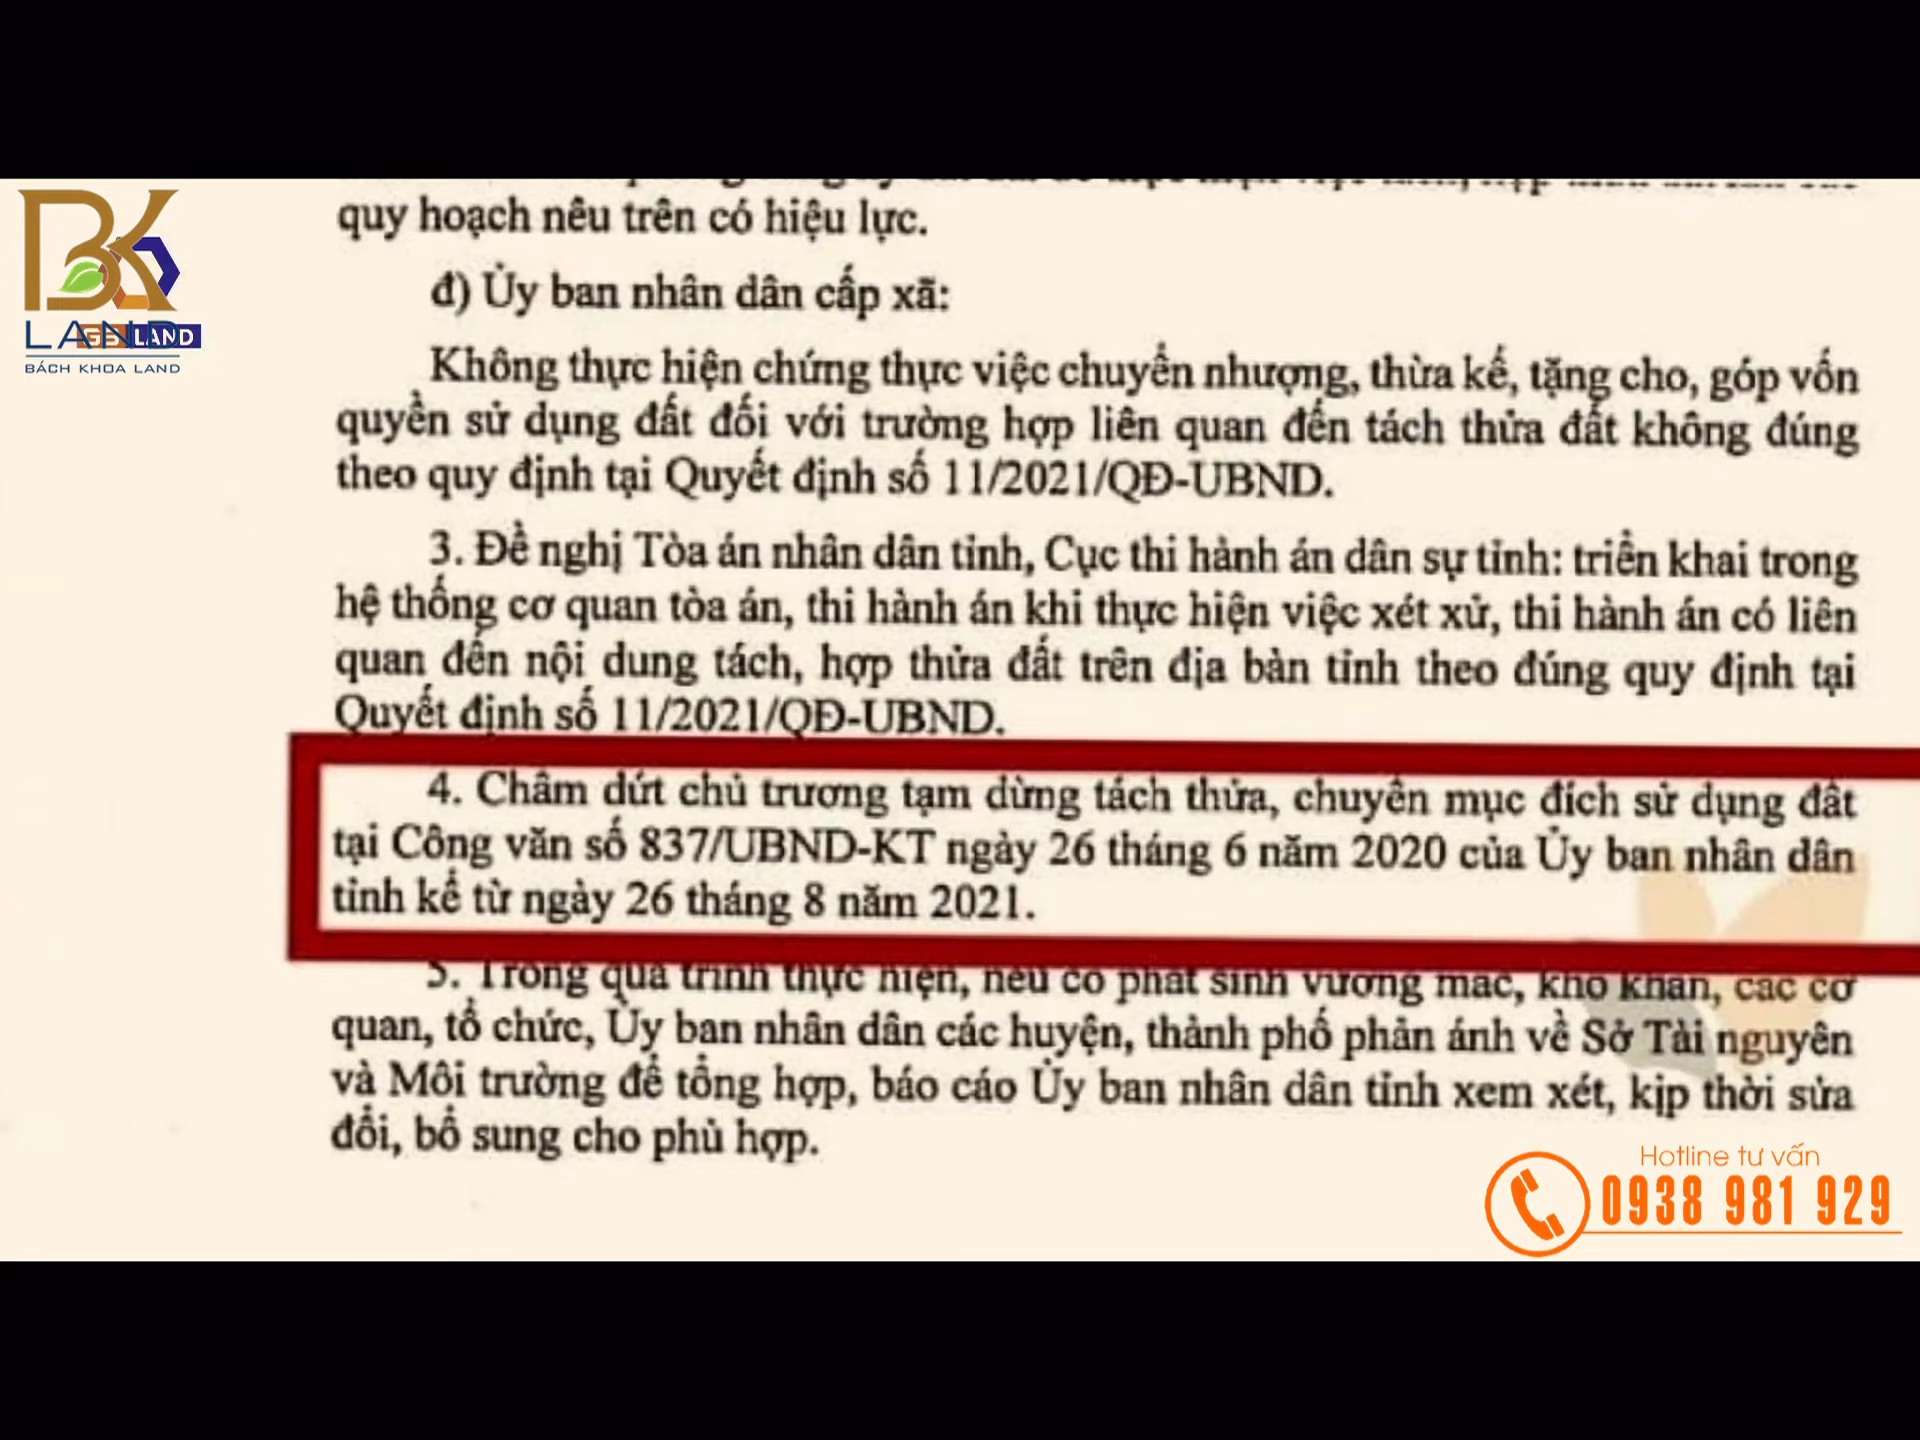 BK
LAND
LAND
BÁCH KHOA LAND
quy hoạch nêu trên có hiệu lực.
đ) Ủy ban nhân dân cấp xã:
Không thực hiện chứng thực việc chuyển nhượng, thừa kế, tặng cho, góp vốn
quyền sử dụng đất đối với trường hợp liên quan đến tách thửa đất không đúng
theo quy định tại Quyết định số 11/2021/QĐ-UBND.
3. Đề nghị Tòa án nhân dân tỉnh, Cục thi hành án dân sự tỉnh: triển khai trong
hệ thống cơ quan tòa án, thi hành án khi thực hiện việc xét xử, thi hành án có liên
quan đến nội dung tách, hợp thửa đất trên địa bàn tỉnh theo đúng quy định tại
Quyết định số 11/2021/QĐ-UBND.
4. Chấm dứt chủ trương tạm dừng tách thửa, chuyển mục đích sử dụng đất
tại Công văn số 837/UBND-KT ngày 26 tháng 6 năm 2020 của Ủy ban nhân dân
tỉnh kể từ ngày 26 tháng 8 năm 2021.
5. Trong quá trình thực hiện, nếu có phát sinh vướng mắc, khó khăn, các cơ
quan, tổ chức, Ủy ban nhân dân các huyện, thành phố phản ánh về Sở Tài nguyên
và Môi trường để tổng hợp, báo cáo Ủy ban nhân dân tỉnh xem xét, kịp thời sửa
đổi, bổ sung cho phù hợp.
Hotline tư vấn
0938 981 929